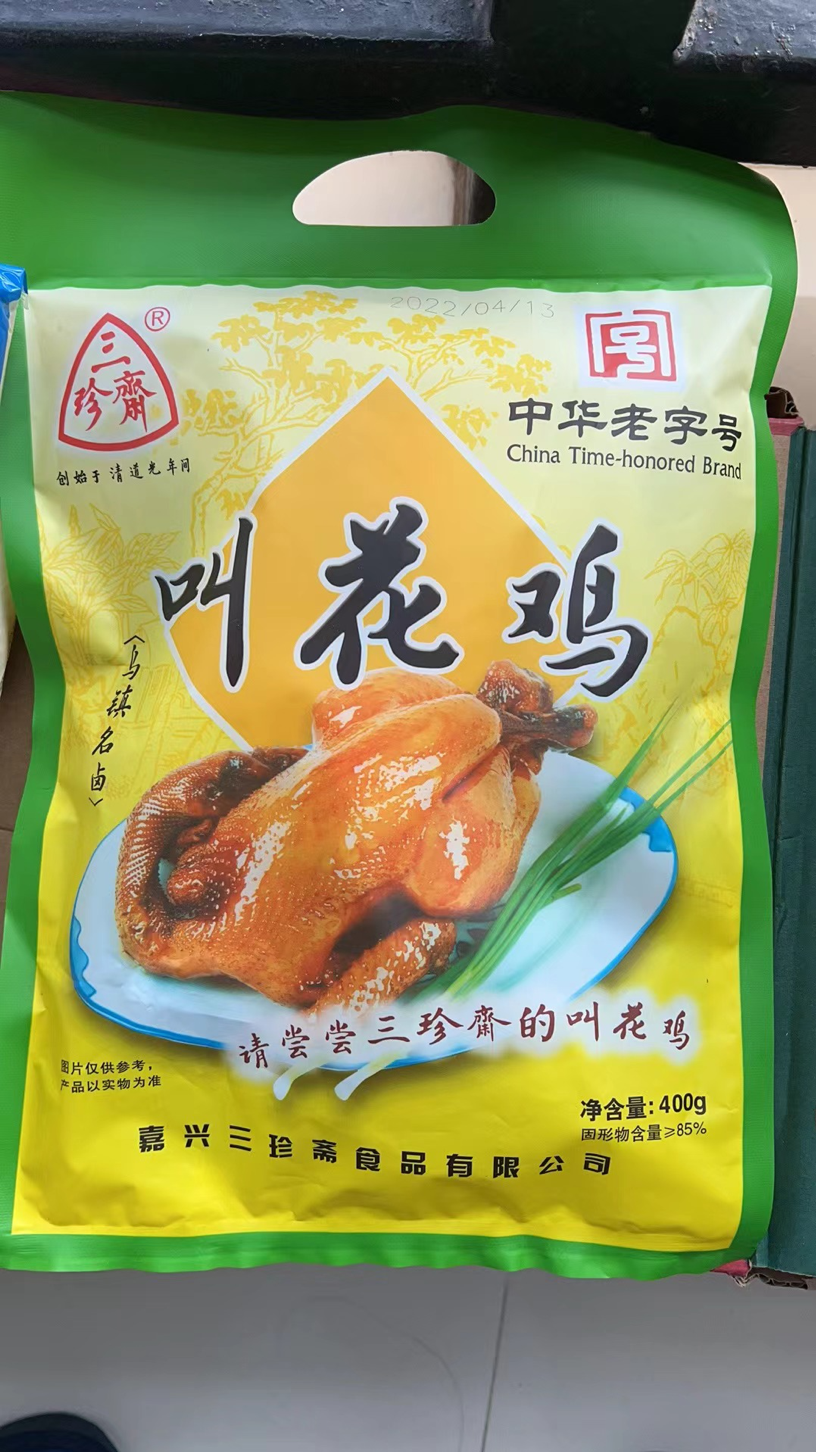 2022/04/13
三珍齋®
创始于清道光年间
号
中华老字号
China Time-honored Brand
叫花鸡
〈乌镇名卤〉
请尝尝三珍齋的叫花鸡
图片仅供参考，
产品以实物为准
净含量：400g
固形物含量≥85%
嘉兴三珍斋食品有限公司